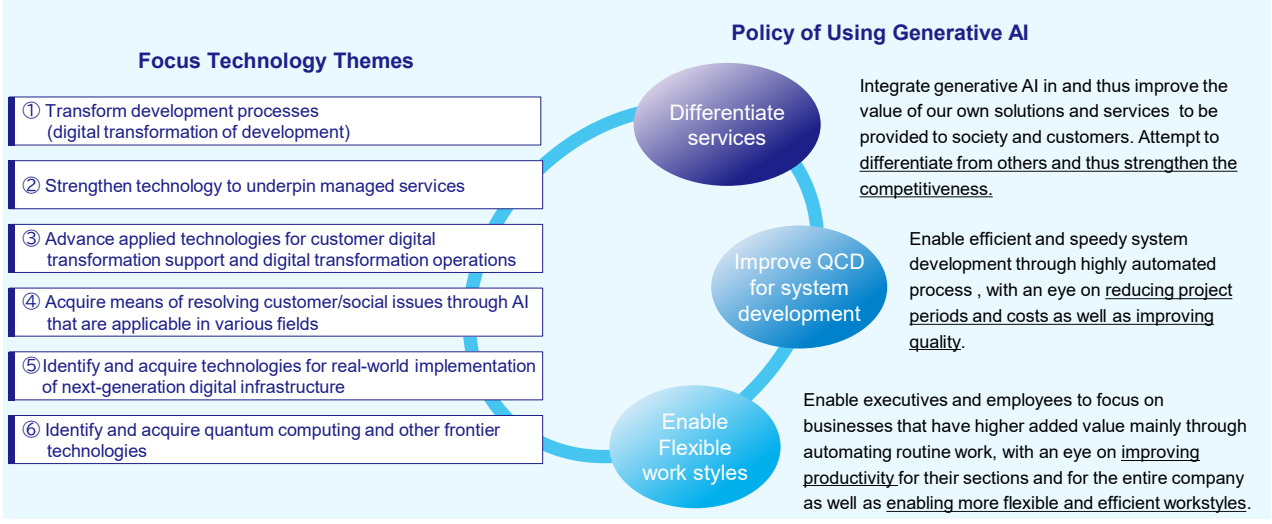 Focus Technology Themes
① Transform development processes
(digital transformation of development)
② Strengthen technology to underpin managed services
③ Advance applied technologies for customer digital
transformation support and digital transformation operations
④ Acquire means of resolving customer/social issues through AI
that are applicable in various fields
⑤ Identify and acquire technologies for real-world implementation
of next-generation digital infrastructure
⑥ Identify and acquire quantum computing and other frontier
technologies
Policy of Using Generative AI
Differentiate
services
Integrate generative AI in and thus improve the
value of our own solutions and services to be
provided to society and customers. Attempt to
differentiate from others and thus strengthen the
competitiveness.
Improve QCD
for system
development
Enable efficient and speedy system
development through highly automated
process , with an eye on reducing project
periods and costs as well as improving
quality.
Enable
Flexible
work styles
Enable executives and employees to focus on
businesses that have higher added value mainly through
automating routine work, with an eye on improving
productivity for their sections and for the entire company
as well as enabling more flexible and efficient workstyles.